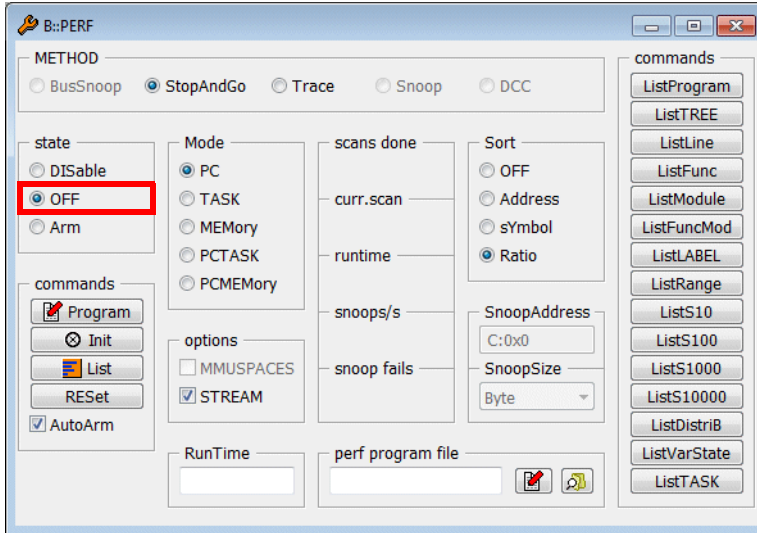 B::PERF
METHOD
BusSnoop
StopAndGo
Trace
Snoop
DCC
state
DISable
OFF
Arm
commands
Program
Init
List
RESet
AutoArm
Mode
PC
TASK
MEMory
PCTASK
PCMEMory
options
MMUSPACES
STREAM
RunTime
scans done
curr.scan
runtime
snoops/s
snoop fails
perf program file
Sort
OFF
Address
sYmbol
Ratio
SnoopAddress
C:0x0
SnoopSize
Byte
commands
ListProgram
ListTREE
ListLine
ListFunc
ListModule
ListFuncMod
ListLABEL
ListRange
ListS10
ListS100
ListS1000
ListS10000
ListDistriB
ListVarState
ListTASK